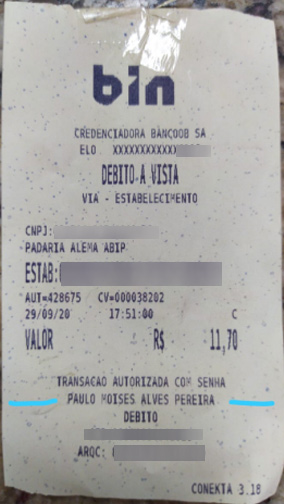 bin
CREDENCIADORA BANCOOB SA
ELO XXXXXXXXXXXX
DEBITO A VISTA
VIA - ESTABELECIMENTO
CNPJ:
PADARIA ALEMA ABIP
ESTAB:
AUT=428675 CV=000038202
29/09/20 17:51:00 C
VALOR R$ 11,70
TRANSACAO AUTORIZADA COM SENHA
PAULO MOISES ALVES PEREIRA
DEBITO
ARQC:
CONEKTA 3.18